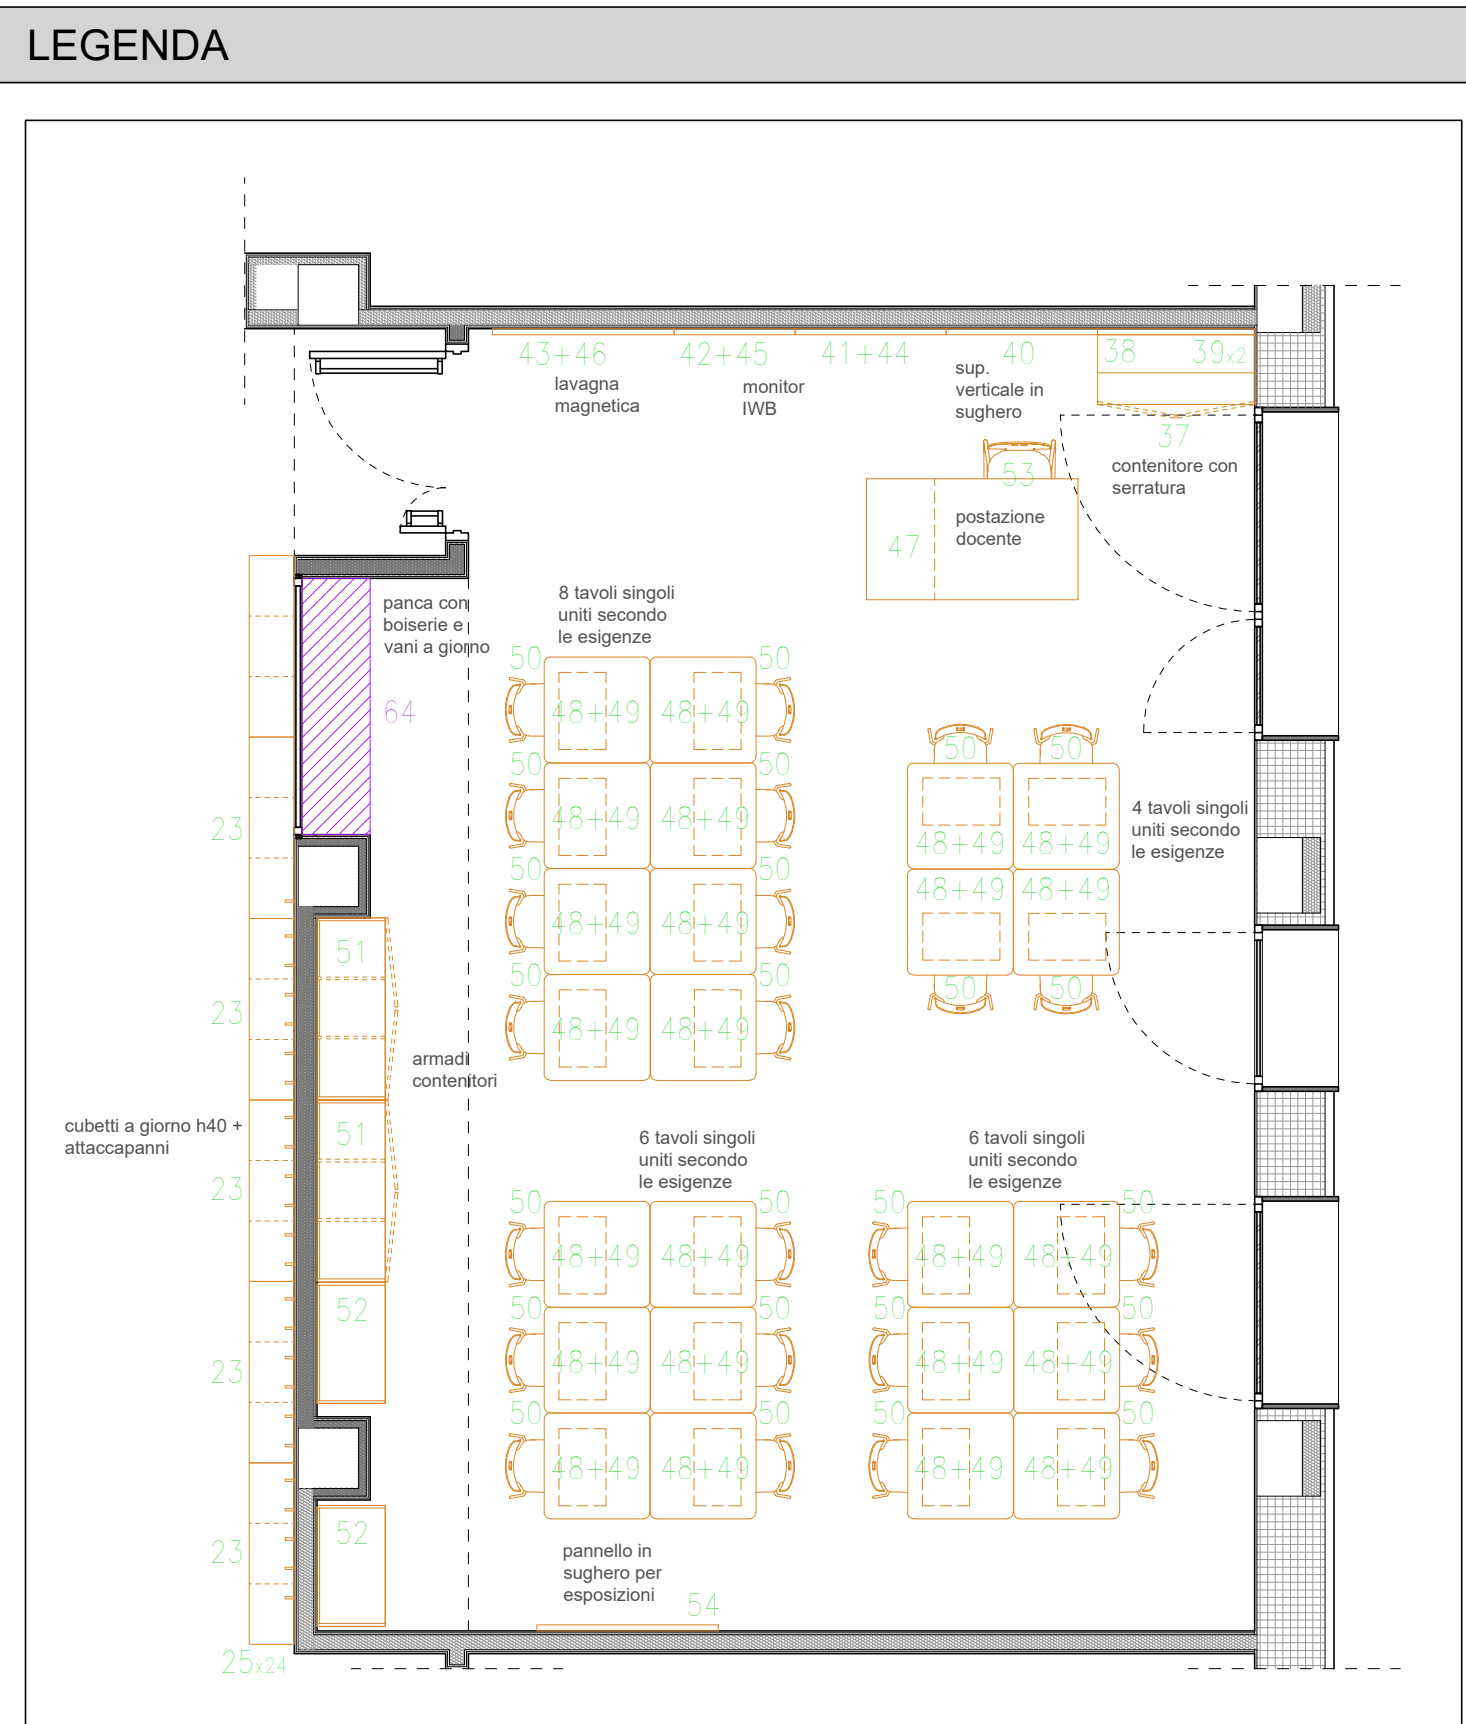 LEGENDA
43+46
42+45
41+44
40
38
39x2
lavagna
magnetica
monitor
IWB
sup.
verticale in
sughero
37
contenitore con
serratura
53
47
postazione
docente
panca con
boiserie e
vani a giorno
64
8 tavoli singoli
uniti secondo
le esigenze
50
50
48+49
48+49
50
50
48+49
48+49
50
50
48+49
48+49
50
50
48+49
48+49
50
50
48+49
48+49
48+49
48+49
50
50
4 tavoli singoli
uniti secondo
le esigenze
23
23
23
23
23
25x24
cubetti a giorno h40 +
attaccapanni
51
51
52
52
armadi
contenitori
6 tavoli singoli
uniti secondo
le esigenze
50
50
48+49
48+49
50
50
48+49
48+49
50
50
48+49
48+49
6 tavoli singoli
uniti secondo
le esigenze
50
50
48+49
48+49
50
50
48+49
48+49
50
50
48+49
48+49
pannello in
sughero per
esposizioni
54